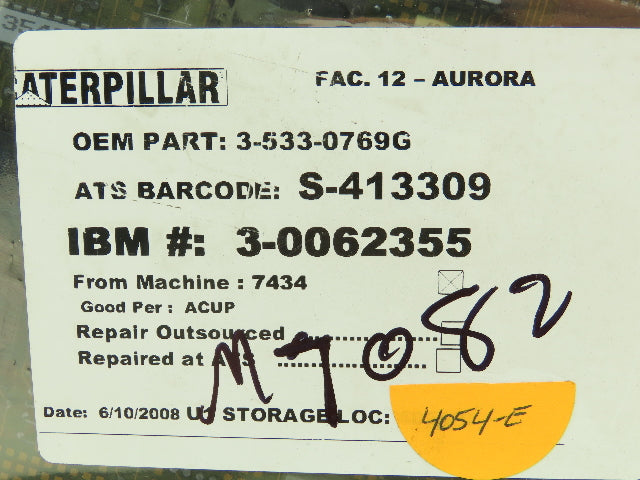 CATERPILLAR FAC. 12 – AURORA
OEM PART: 3-533-0769G
ATS BARCODE: S-413309
IBM #: 3-0062355
From Machine : 7434
Good Per : ACUP
Repair Outsourced
Repaired at ATS
M7082
Date: 6/10/2008 STORAGE LOC:
4054-E